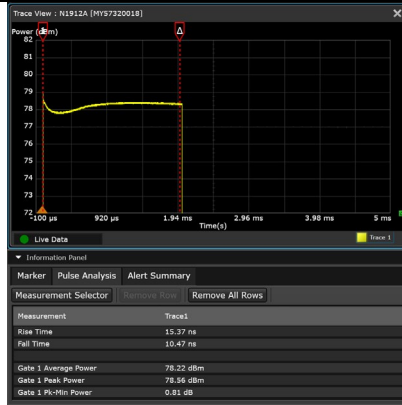 Trace View : N1912A [MY57320018]
Power (dBm)
Δ
82
81
80
79
78
77
76
75
74
73
72
-100 µs 920 µs 1.94 ms 2.96 ms 3.98 ms 5 ms
Time(s)
Live Data Trace 1
Information Panel
Marker Pulse Analysis Alert Summary
Measurement Selector Remove Row Remove All Rows
Measurement Trace1
Rise Time 15.37 ns
Fall Time 10.47 ns
Gate 1 Average Power 78.22 dBm
Gate 1 Peak Power 78.56 dBm
Gate 1 Pk-Min Power 0.81 dB